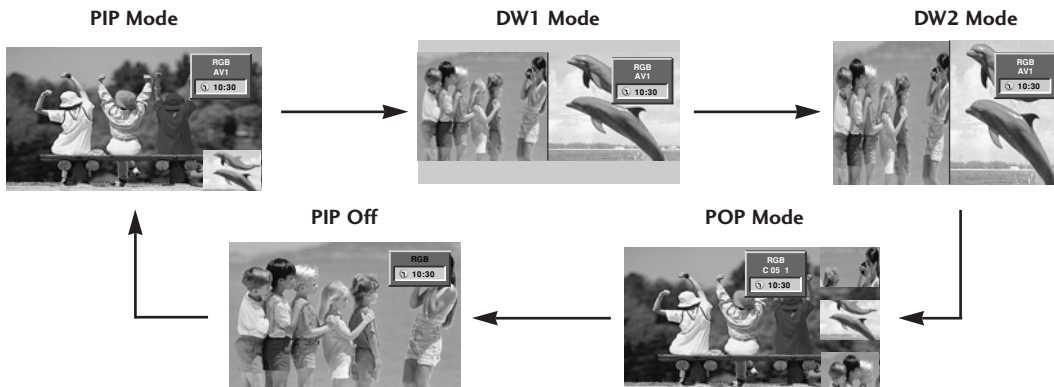 PIP Mode
DW1 Mode
DW2 Mode
RGB
AV1
10:30
RGB
AV1
10:30
RGB
AV1
10:30
PIP Off
POP Mode
RGB
10:30
RGB
C 05 1
10:30